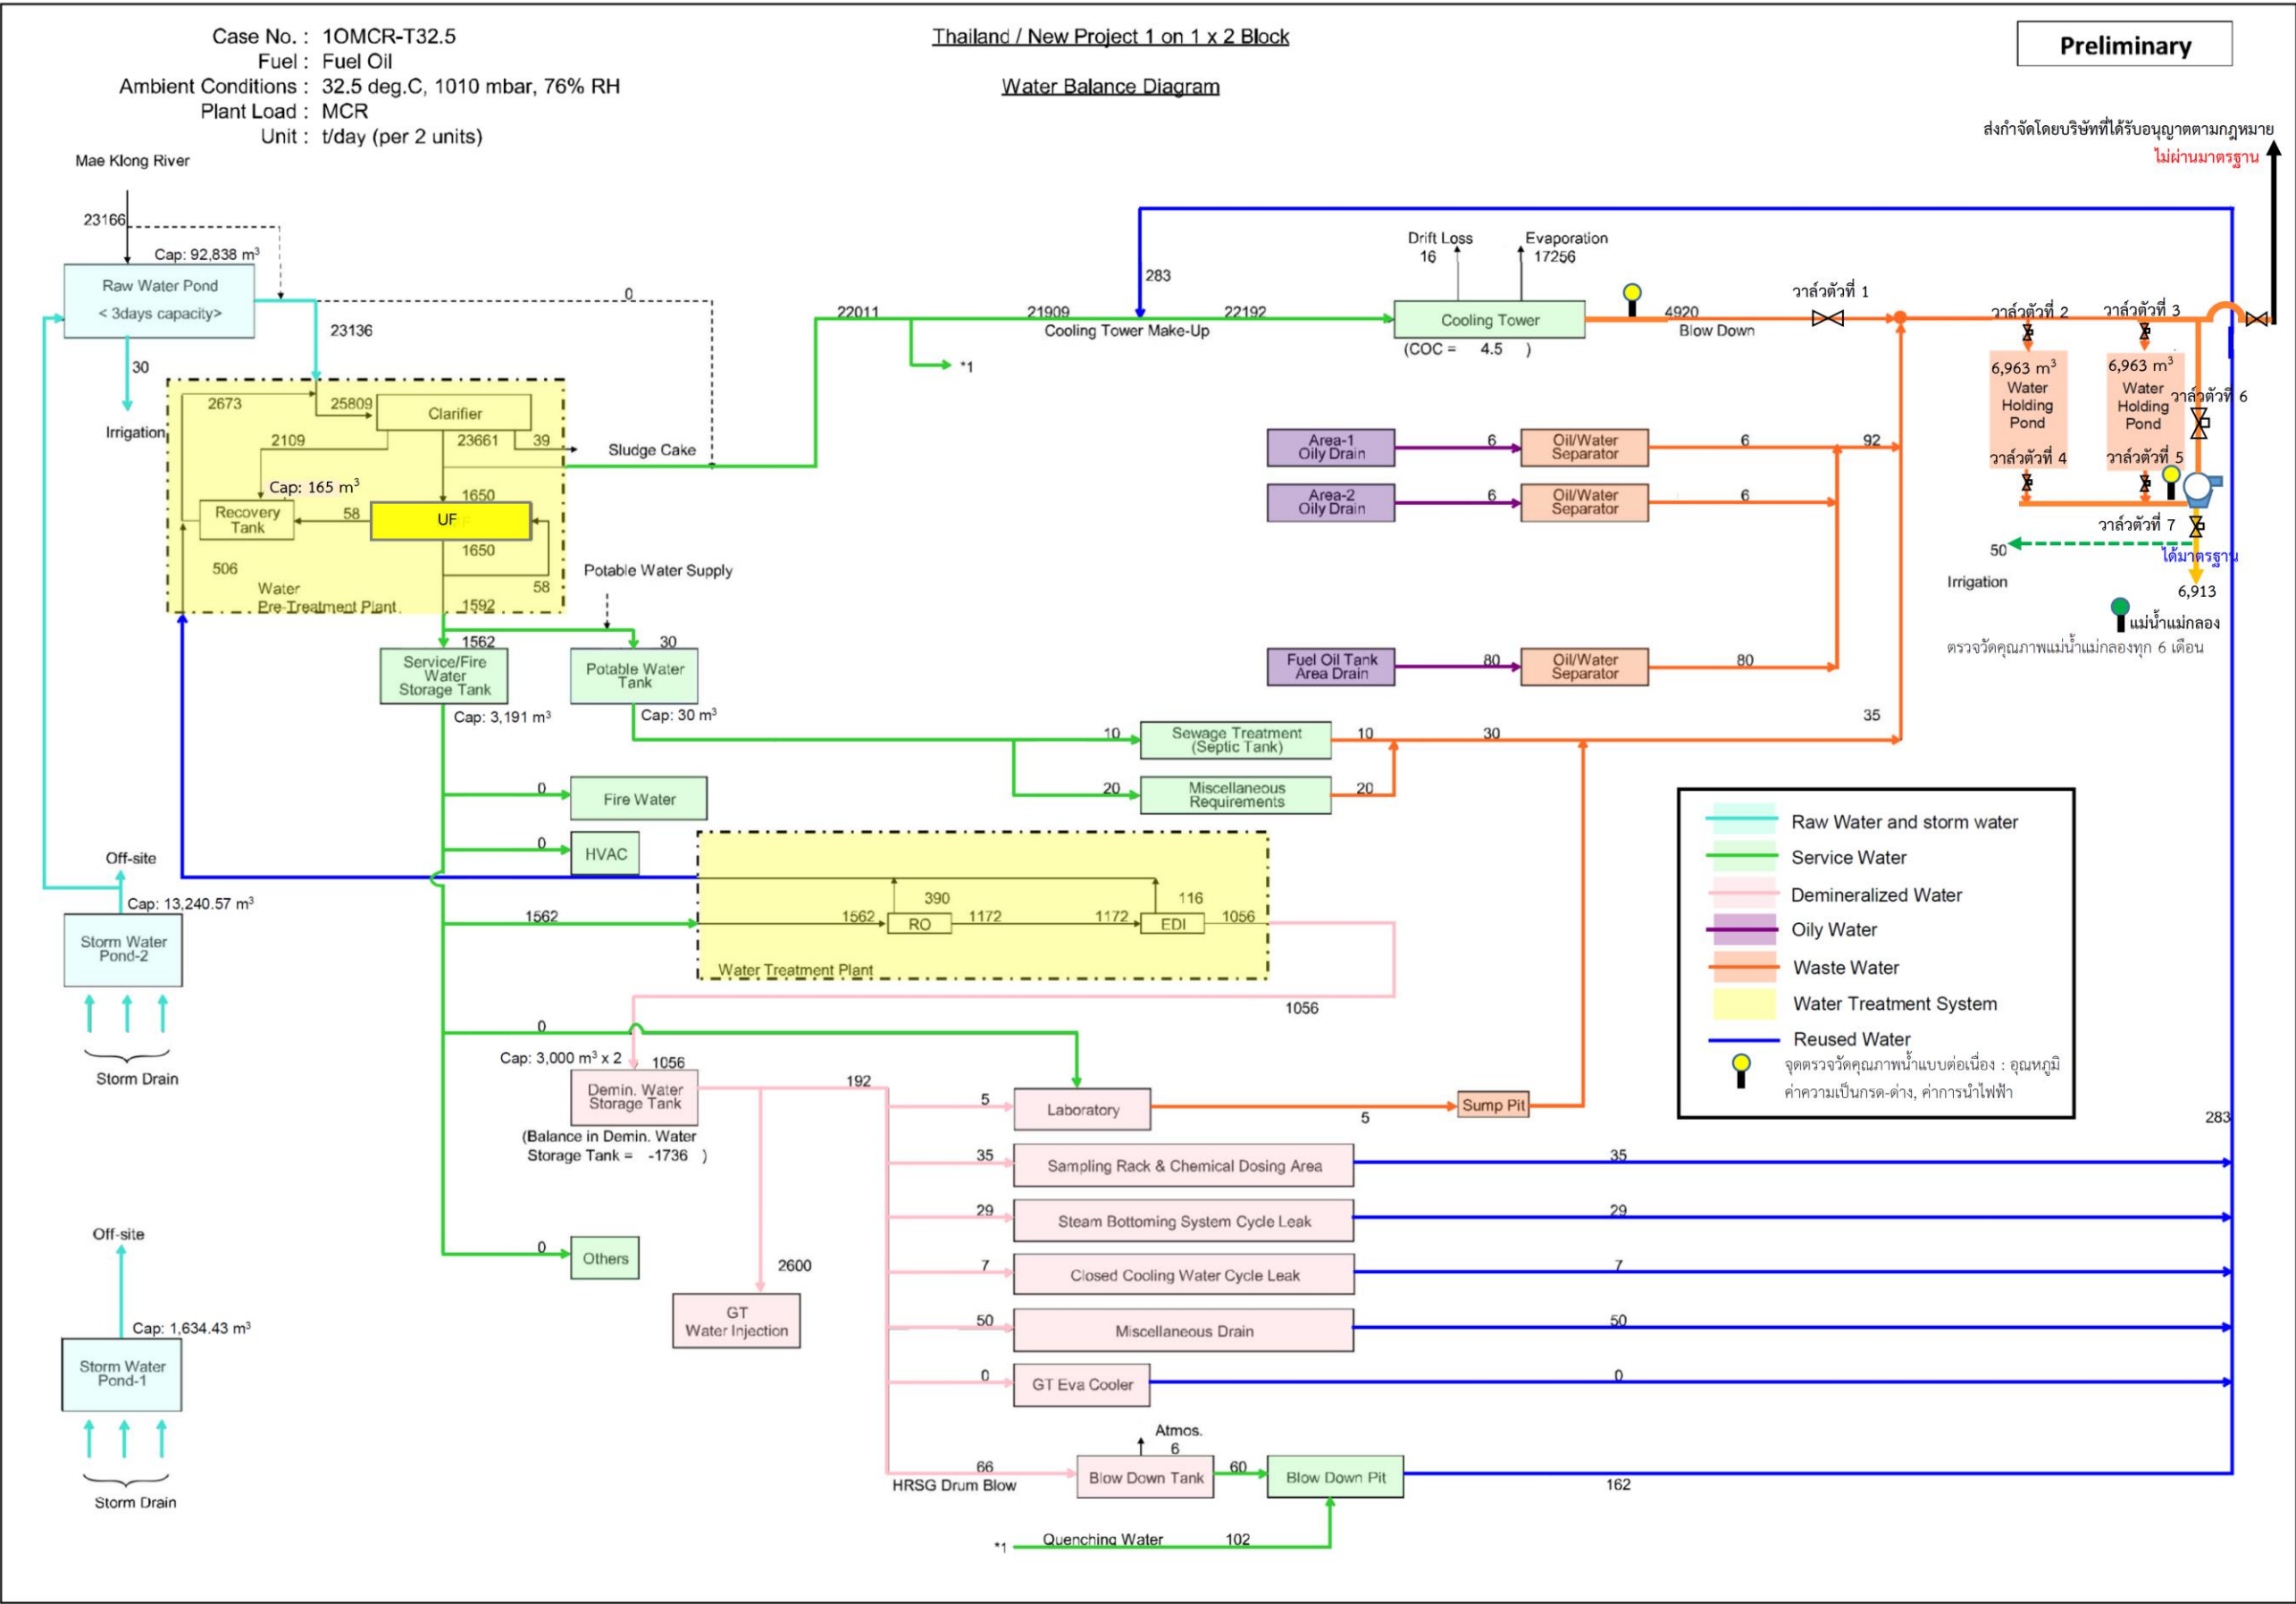 Case No. : 1OMCR-T32.5
Fuel : Fuel Oil
Ambient Conditions : 32.5 deg.C, 1010 mbar, 76% RH
Plant Load : MCR
Unit : t/day (per 2 units)
Thailand / New Project 1 on 1 x 2 Block
Water Balance Diagram
Preliminary
ส่งกำจัดโดยบริษัทที่ได้รับอนุญาตตามกฎหมาย
ไม่ผ่านมาตรฐาน
Mae Klong River
23166
Cap: 92,838 m³
Raw Water Pond
< 3days capacity>
30
Irrigation
23136
0
2673
25809
Clarifier
2109
23661
39
Sludge Cake
Cap: 165 m³
Recovery
Tank
58
1650
UF
1650
506
58
Water
Pre-Treatment Plant
1592
Potable Water Supply
22011
*1
21909
283
Cooling Tower Make-Up
22192
Drift Loss
16
Evaporation
17256
Cooling Tower
(COC = 4.5 )
4920
Blow Down
วาล์วตัวที่ 1
วาล์วตัวที่ 2
วาล์วตัวที่ 3
6,963 m³
Water
Holding
Pond
6,963 m³
Water
Holding
Pond
วาล์วตัวที่ 6
วาล์วตัวที่ 4
วาล์วตัวที่ 5
วาล์วตัวที่ 7
50
Irrigation
ได้มาตรฐาน
6,913
แม่น้ำแม่กลอง
ตรวจวัดคุณภาพแม่น้ำแม่กลองทุก 6 เดือน
Area-1
Oily Drain
6
Oil/Water
Separator
6
92
Area-2
Oily Drain
6
Oil/Water
Separator
6
Fuel Oil Tank
Area Drain
80
Oil/Water
Separator
80
1562
30
Service/Fire
Water
Storage Tank
Cap: 3,191 m³
Potable Water
Tank
Cap: 30 m³
10
Sewage Treatment
(Septic Tank)
10
30
35
20
Miscellaneous
Requirements
20
0
Fire Water
0
HVAC
1562
1562
RO
390
1172
1172
EDI
116
1056
Water Treatment Plant
1056
Off-site
Cap: 13,240.57 m³
Storm Water
Pond-2
Storm Drain
0
Cap: 3,000 m³ x 2
1056
Demin. Water
Storage Tank
(Balance in Demin. Water
Storage Tank = -1736 )
192
5
Laboratory
5
Sump Pit
35
Sampling Rack & Chemical Dosing Area
35
29
Steam Bottoming System Cycle Leak
29
7
Closed Cooling Water Cycle Leak
7
50
Miscellaneous Drain
50
0
GT Eva Cooler
0
283
0
Others
2600
GT
Water Injection
Off-site
Cap: 1,634.43 m³
Storm Water
Pond-1
Storm Drain
66
HRSG Drum Blow
Atmos.
6
Blow Down Tank
60
Blow Down Pit
162
*1
Quenching Water
102
Raw Water and storm water
Service Water
Demineralized Water
Oily Water
Waste Water
Water Treatment System
Reused Water
จุดตรวจวัดคุณภาพน้ำแบบต่อเนื่อง : อุณหภูมิ
ค่าความเป็นกรด-ด่าง, ค่าการนำไฟฟ้า